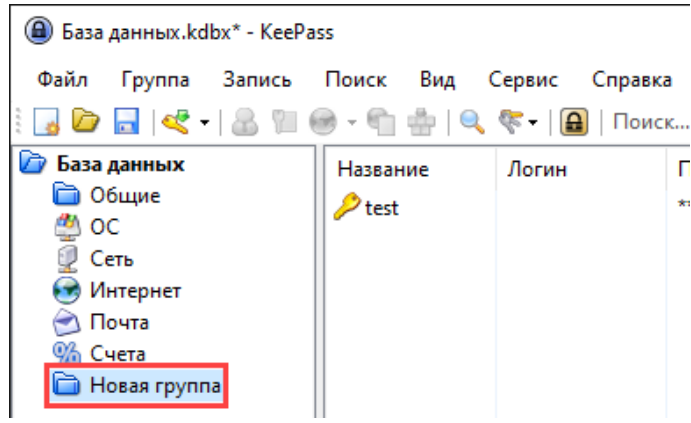 База данных.kdbx* - KeePass
Файл Группа Запись Поиск Вид Сервис Справка
Поиск...
База данных
Общие
ОС
Сеть
Интернет
Почта
Счета
Новая группа
Название Логин
test **